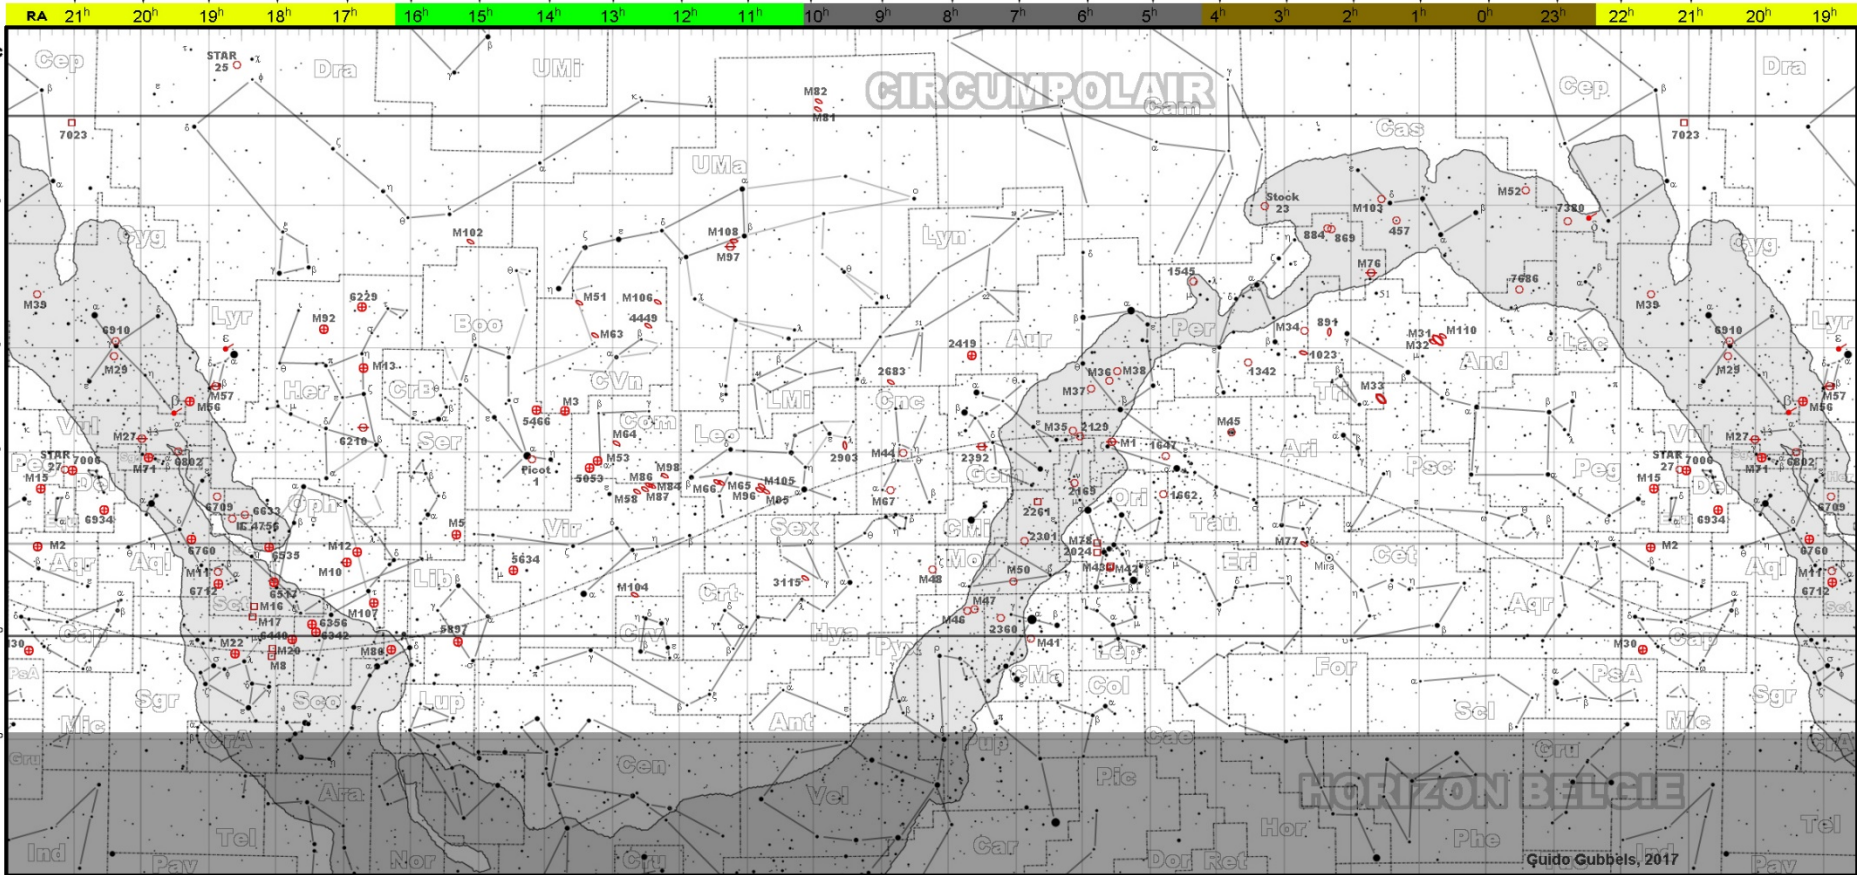 RA 21h 20h 19h 18h 17h 16h 15h 14h 13h 12h 11h 10h 9h 8h 7h 6h 5h 4h 3h 2h 1h 0h 23h 22h 21h 20h 19h
Cep STAR 25 Dra UMi CIRCUMPOLAIR Cam Cep Dra
M82
M81
7023 Cas 7023
UMa
Stock 23 M103 M52 7380
Cyg M102 M108 Lyn 884 869 457 Cyg
M97
M76
1545 7686
M39 6229 M51 M106 51 M39
Lyr M92 Boo 4449 Aur Per M34 891 M31 M110 Lyr
6910 M63 M32 6910
2419 1023 And Lac
M29 M13 M36 M38 1342 M29
M57 Her CrB CVn 2683 M37 Tri M33 M57
M56 LMi Cnc M56
Vul 6210 5466 M3 Com M35 2129 M45 Ari Vul
M27 Ser M64 Leo M1 M27
M44 2392 1647
Peg STAR 27 7006 M71 6802 Picot 1 M53 2903 Gem Psc Peg STAR 27 7006 M71 6802
5053 M98
M15 M86 M84 M66 M65 M105 M67 2169 1662 M15
M58 M87 M96 M95
6934 6709 6633 Oph Vir Sex CMi 2261 Ori Tau 6934 6709
IC 4756 M5
M2 6760 6535 M12 2301 M78 M77 Cet M2 6760
Aqr Aql M10 5634 Mon 2024 Eri Mira Aql
M11 Lib 3115 M48 M50 M43 M42 M11
6712 6517 M104 Crt 6712
Sct M16 M107 M47 Aqr Sct
M17 6356 M46 2360
Cap 6440 6342 5897 Crv Hya M41 Cap
M30 M22 M20 M80 Pyx Lep M30
M8 CMa For
PsA Sgr Sco Lup Col PsA Sgr
Mic Ant Scl Mic
CrA Pup Cae Gru CrA
Gru Cen Pic
Ara Vel HORIZON BELGIE
Tel Hor Phe Tel
Ind Pav Nor Cru Car Dor Ret Guido Gubbels, 2017 Ind Pav